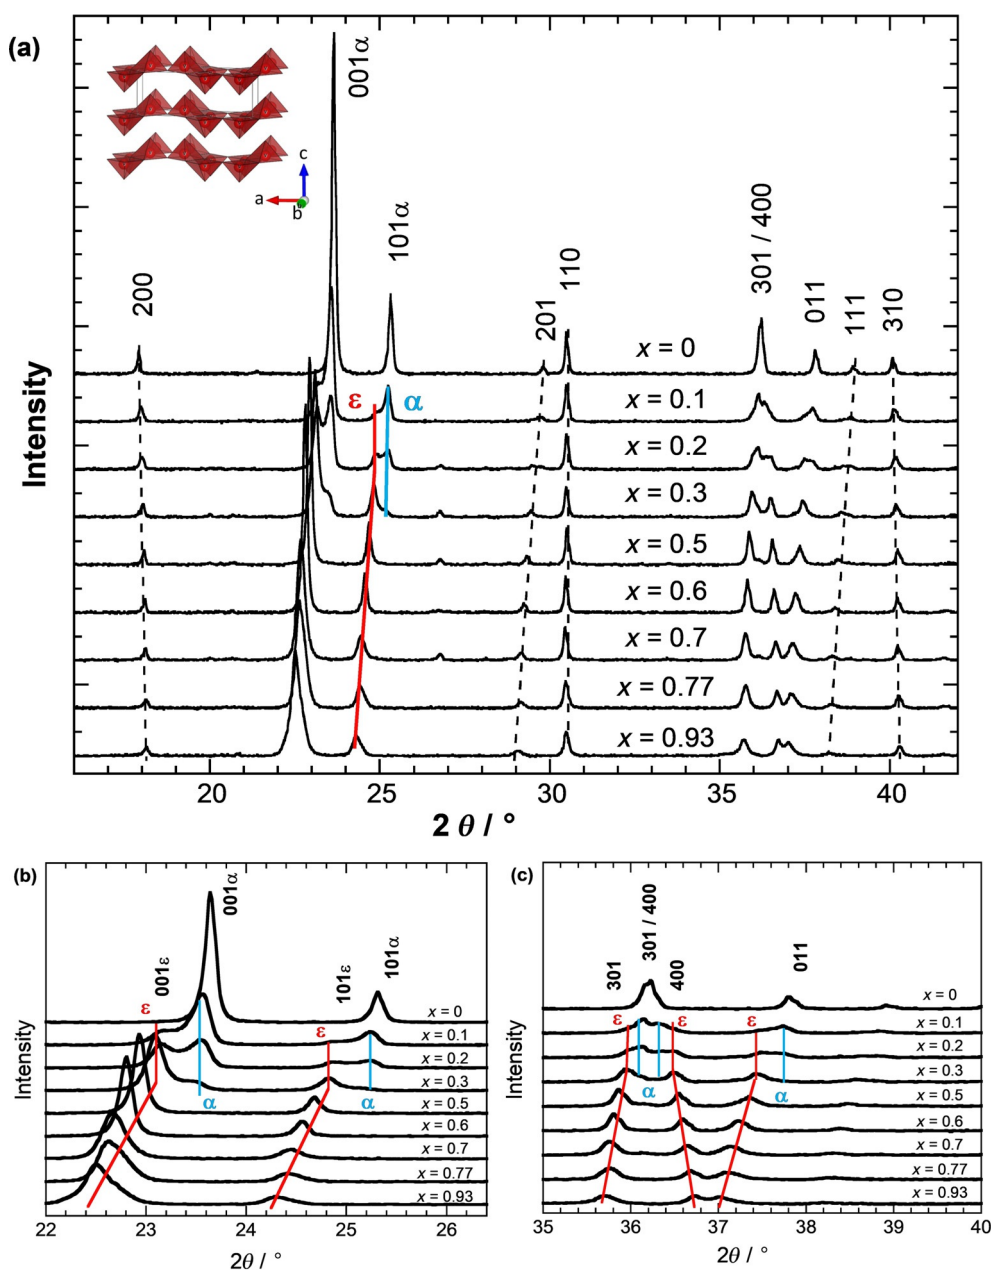 (a)
001α
101α
200
201
110
301 / 400
011
111
310
c
a
b
x = 0
x = 0.1
x = 0.2
x = 0.3
x = 0.5
x = 0.6
x = 0.7
x = 0.77
x = 0.93
ε α
Intensity
20 25 30 35 40
2 θ / °
(b)
001α
001ε
101ε
101α
ε
ε
α
α
x = 0
x = 0.1
x = 0.2
x = 0.3
x = 0.5
x = 0.6
x = 0.7
x = 0.77
x = 0.93
Intensity
22 23 24 25 26
2θ / °
(c)
301
301 / 400
400
011
ε ε ε
α α
x = 0
x = 0.1
x = 0.2
x = 0.3
x = 0.5
x = 0.6
x = 0.7
x = 0.77
x = 0.93
Intensity
35 36 37 38 39 40
2θ / °